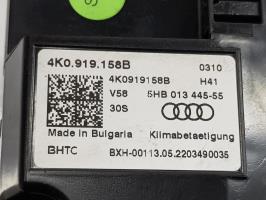 S
4K0.919.158B 0310
4K0919158B H41
V58 5HB 013 445-55
30S
Made in Bulgaria Klimabetaetigung
BHTC BXH-00113.05.2203490035